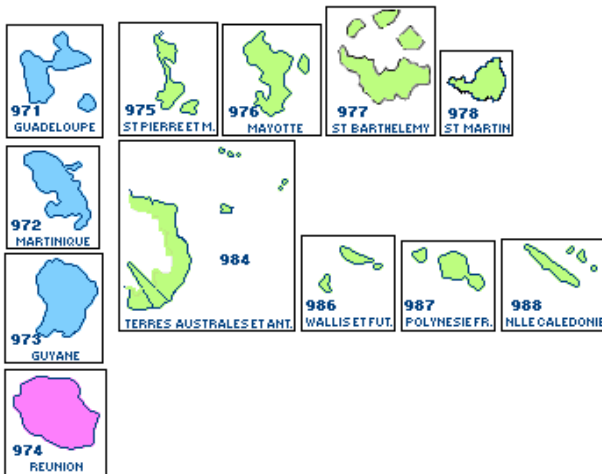 971
GUADELOUPE
975
ST PIERRE ET M.
976
MAYOTTE
977
ST BARTHELEMY
978
ST MARTIN
972
MARTINIQUE
984
TERRES AUSTRALES ET ANT.
986
WALLIS ET FUT.
987
POLYNESIE FR.
988
NLLE CALEDONIE
973
GUYANE
974
REUNION